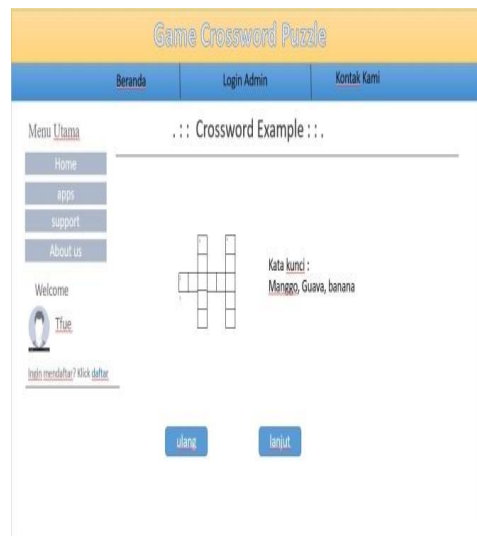 Game Crossword Puzzle
Beranda Login Admin Kontak Kami
Menu Utama
. : : Crossword Example : : .
Home
apps
support
About us
Kata kunci :
Manggo, Guava, banana
Welcome
Tfue
Ingin mendaftar? Klick daftar
ulang lanjut